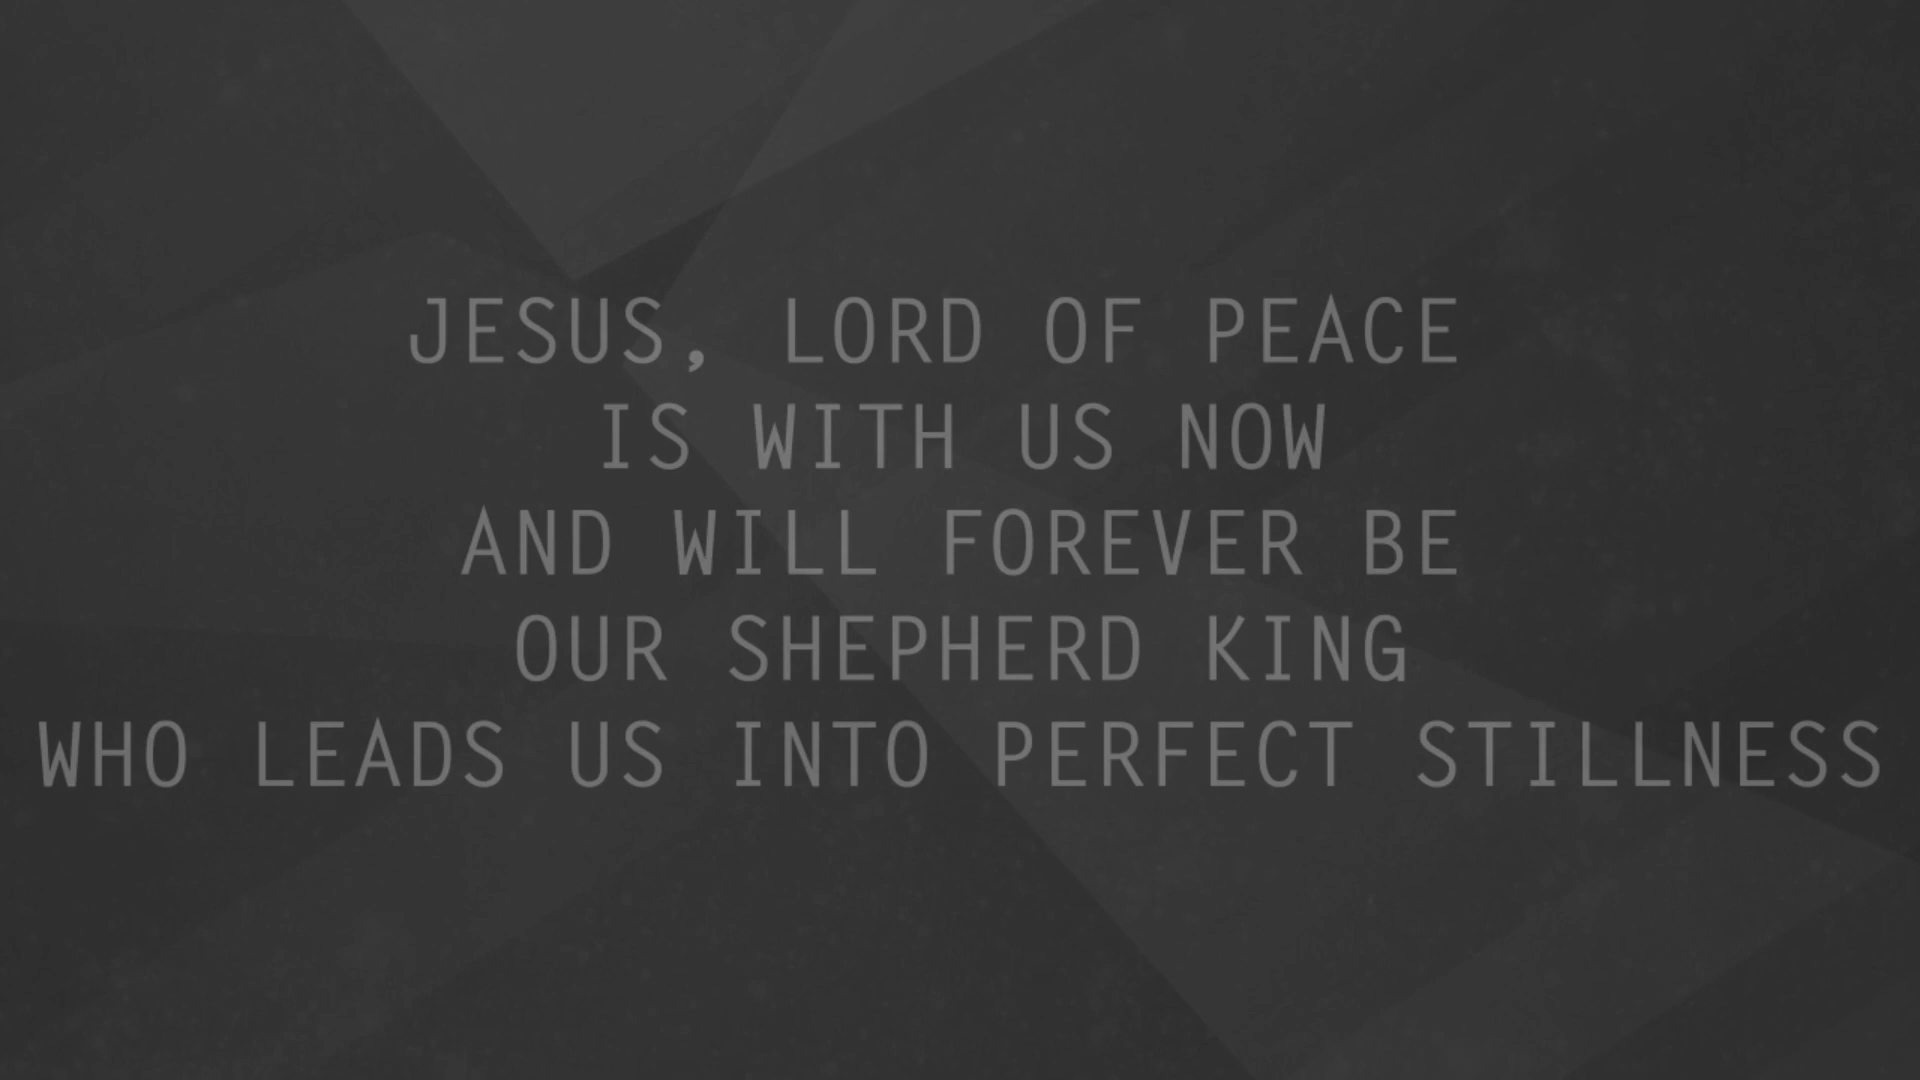 JESUS, LORD OF PEACE
IS WITH US NOW
AND WILL FOREVER BE
OUR SHEPHERD KING
WHO LEADS US INTO PERFECT STILLNESS